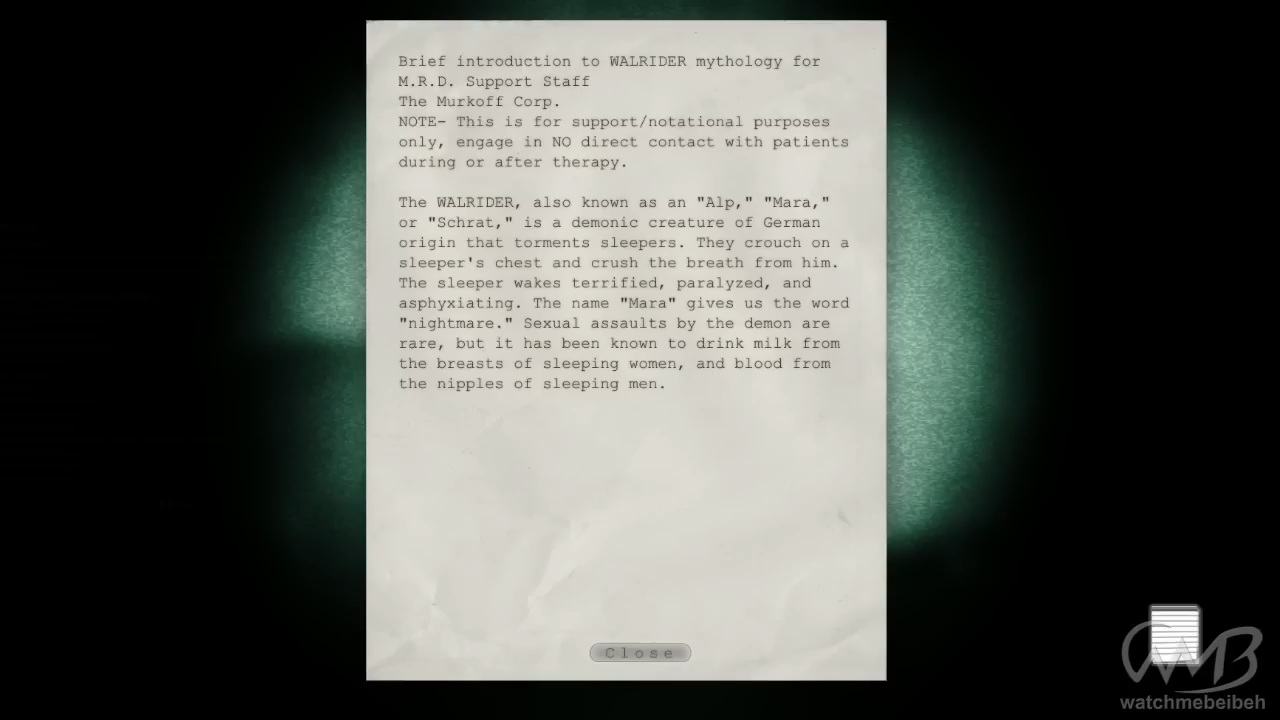 Brief introduction to WALRIDER mythology for
M.R.D. Support Staff
The Murkoff Corp.
NOTE- This is for support/notational purposes
only, engage in NO direct contact with patients
during or after therapy.
The WALRIDER, also known as an "Alp," "Mara,"
or "Schrat," is a demonic creature of German
origin that torments sleepers. They crouch on a
sleeper's chest and crush the breath from him.
The sleeper wakes terrified, paralyzed, and
asphyxiating. The name "Mara" gives us the word
"nightmare." Sexual assaults by the demon are
rare, but it has been known to drink milk from
the breasts of sleeping women, and blood from
the nipples of sleeping men.
Close
WMB
watchmebeibeh